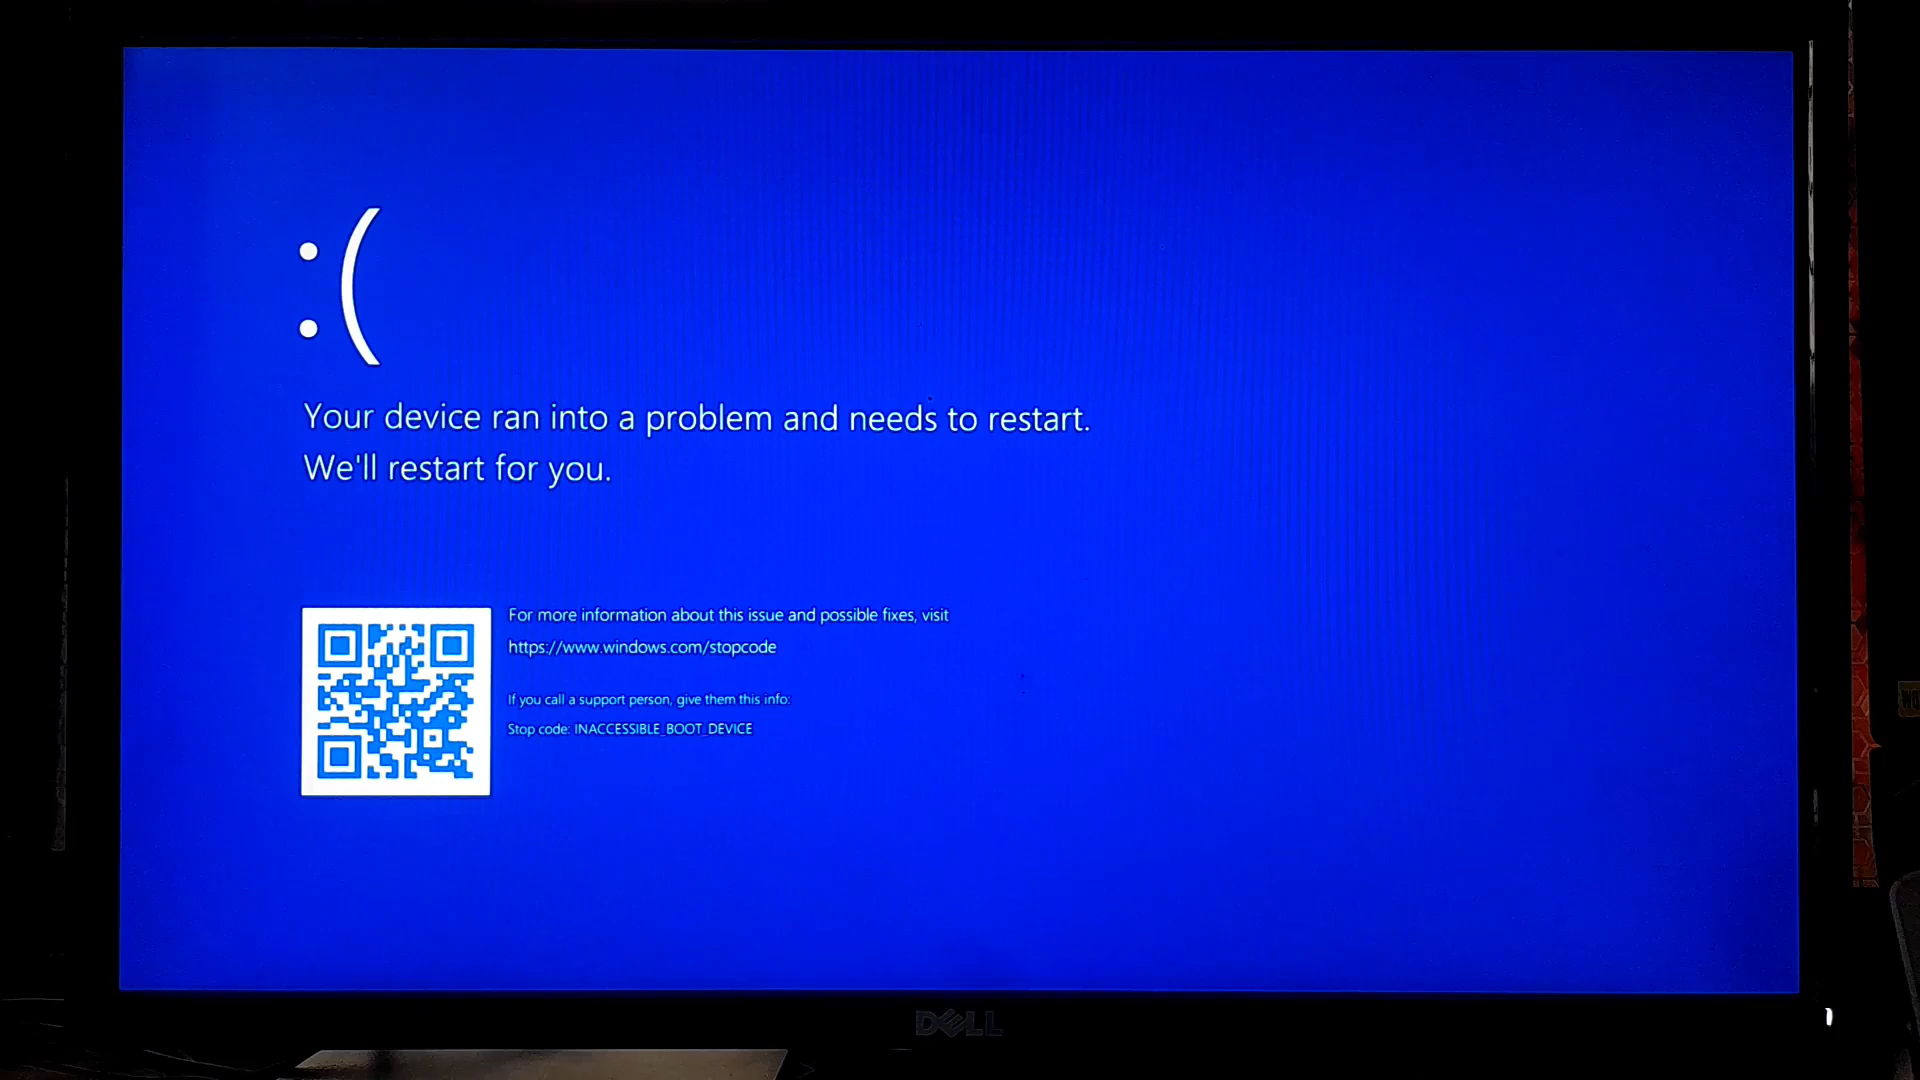 :(
Your device ran into a problem and needs to restart.
We'll restart for you.
For more information about this issue and possible fixes, visit
https://www.windows.com/stopcode
If you call a support person, give them this info:
Stop code: INACCESSIBLE_BOOT_DEVICE
DELL